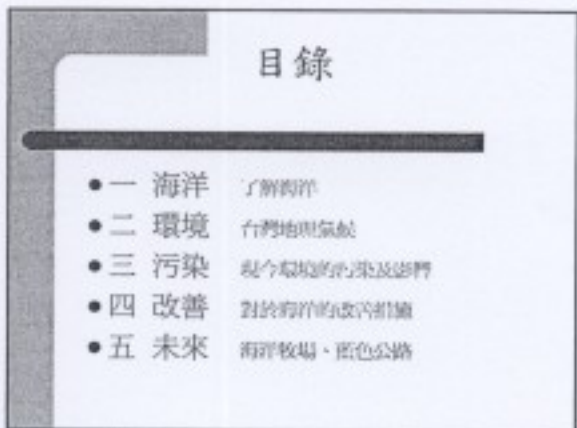 目錄
•一 海洋 了解海洋
•二 環境 台灣地理氣候
•三 污染 現今環境的污染及影響
•四 改善 對於海洋的改善措施
•五 未來 海洋牧場、藍色公路